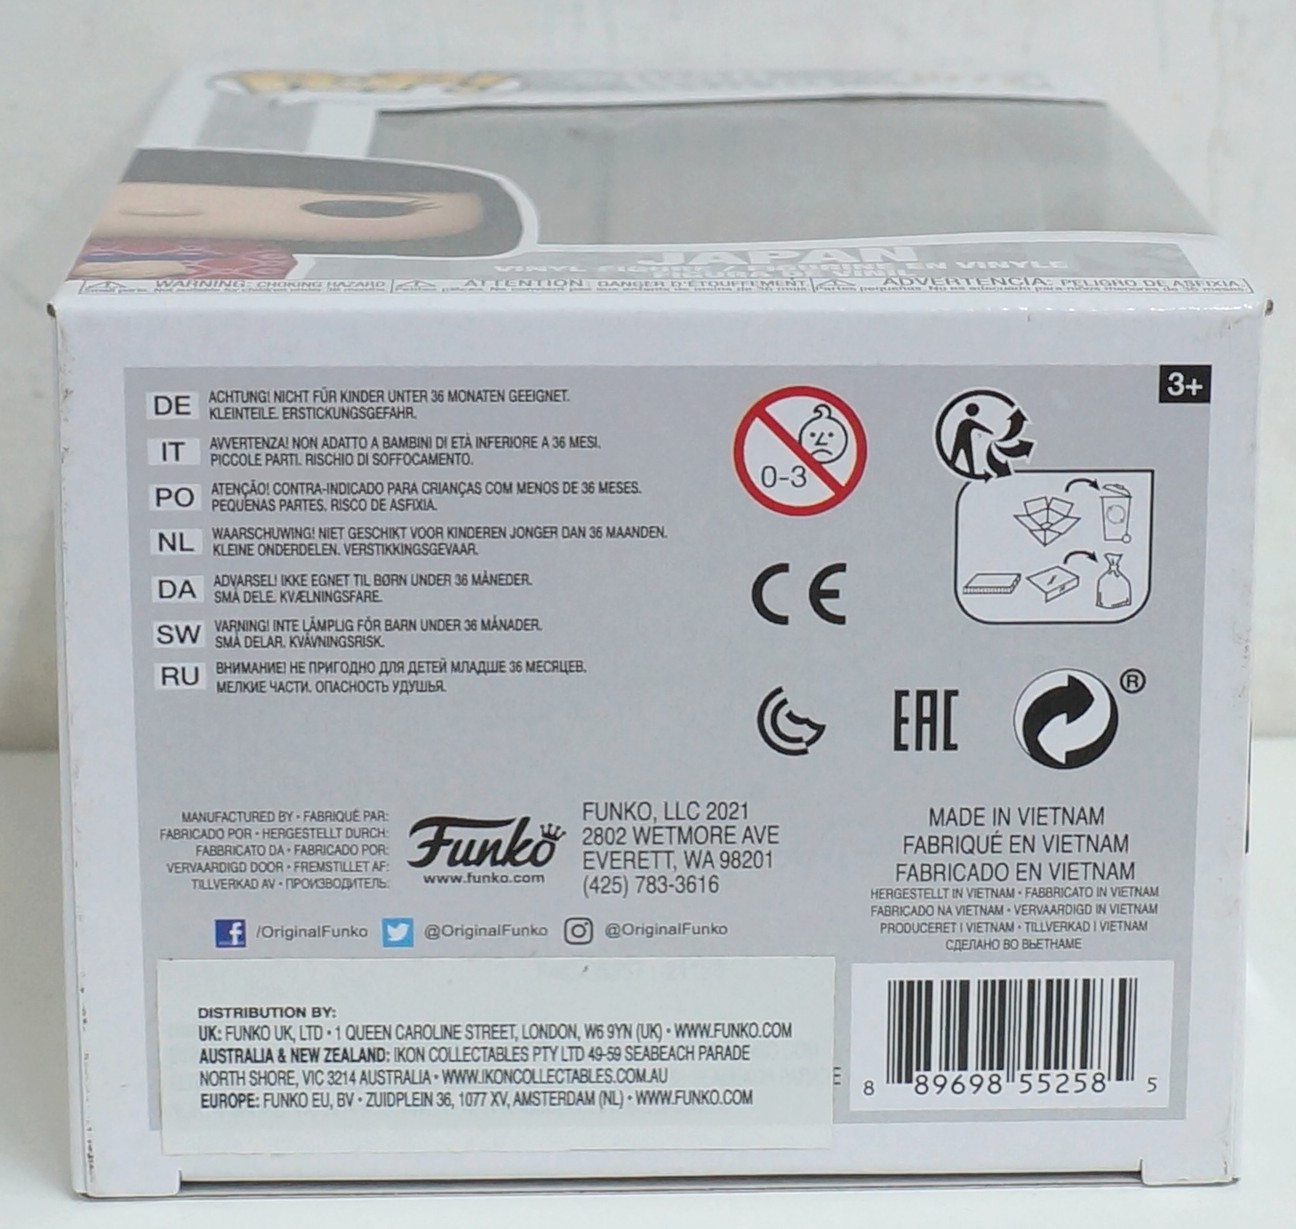 JAPAN
WARNING: CHOKING HAZARD
ATTENTION: DANGER D'ÉTOUFFEMENT
ADVERTENCIA: PELIGRO DE ASFIXIA.
3+
DE ACHTUNG! NICHT FÜR KINDER UNTER 36 MONATEN GEEIGNET.
KLEINTEILE. ERSTICKUNGSGEFAHR.
IT AVVERTENZA! NON ADATTO A BAMBINI DI ETÀ INFERIORE A 36 MESI.
PICCOLE PARTI. RISCHIO DI SOFFOCAMENTO.
PO ATENÇÃO! CONTRA-INDICADO PARA CRIANÇAS COM MENOS DE 36 MESES.
PEQUENAS PARTES. RISCO DE ASFIXIA.
NL WAARSCHUWING! NIET GESCHIKT VOOR KINDEREN JONGER DAN 36 MAANDEN.
KLEINE ONDERDELEN. VERSTIKKINGSGEVAAR.
DA ADVARSEL! IKKE EGNET TIL BØRN UNDER 36 MÅNEDER.
SMÅ DELE. KVÆLNINGSFARE.
SW VARNING! INTE LÄMPLIG FÖR BARN UNDER 36 MÅNADER.
SMÅ DELAR. KVÄVNINGSRISK.
RU ВНИМАНИЕ! НЕ ПРИГОДНО ДЛЯ ДЕТЕЙ МЛАДШЕ 36 МЕСЯЦЕВ.
МЕЛКИЕ ЧАСТИ. ОПАСНОСТЬ УДУШЬЯ.
0-3
CE
EAC
®
MANUFACTURED BY • FABRIQUÉ PAR:
FABRICADO POR • HERGESTELLT DURCH:
FABBRICATO DA • FABRICADO POR:
VERVAARDIGD DOOR • FREMSTILLET AF:
TILLVERKAD AV • ПРОИЗВОДИТЕЛЬ:
Funko
www.funko.com
FUNKO, LLC 2021
2802 WETMORE AVE
EVERETT, WA 98201
(425) 783-3616
MADE IN VIETNAM
FABRIQUÉ EN VIETNAM
FABRICADO EN VIETNAM
HERGESTELLT IN VIETNAM • FABBRICATO IN VIETNAM
FABRICADO NA VIETNAM • VERVAARDIGD IN VIETNAM
PRODUCERET I VIETNAM • TILLVERKAD I VIETNAM
СДЕЛАНО ВО ВЬЕТНАМЕ
/OriginalFunko @OriginalFunko @OriginalFunko
DISTRIBUTION BY:
UK: FUNKO UK, LTD • 1 QUEEN CAROLINE STREET, LONDON, W6 9YN (UK) • WWW.FUNKO.COM
AUSTRALIA & NEW ZEALAND: IKON COLLECTABLES PTY LTD 49-59 SEABEACH PARADE
NORTH SHORE, VIC 3214 AUSTRALIA • WWW.IKONCOLLECTABLES.COM.AU
EUROPE: FUNKO EU, BV • ZUIDPLEIN 36, 1077 XV, AMSTERDAM (NL) • WWW.FUNKO.COM
8 89698 55258 5